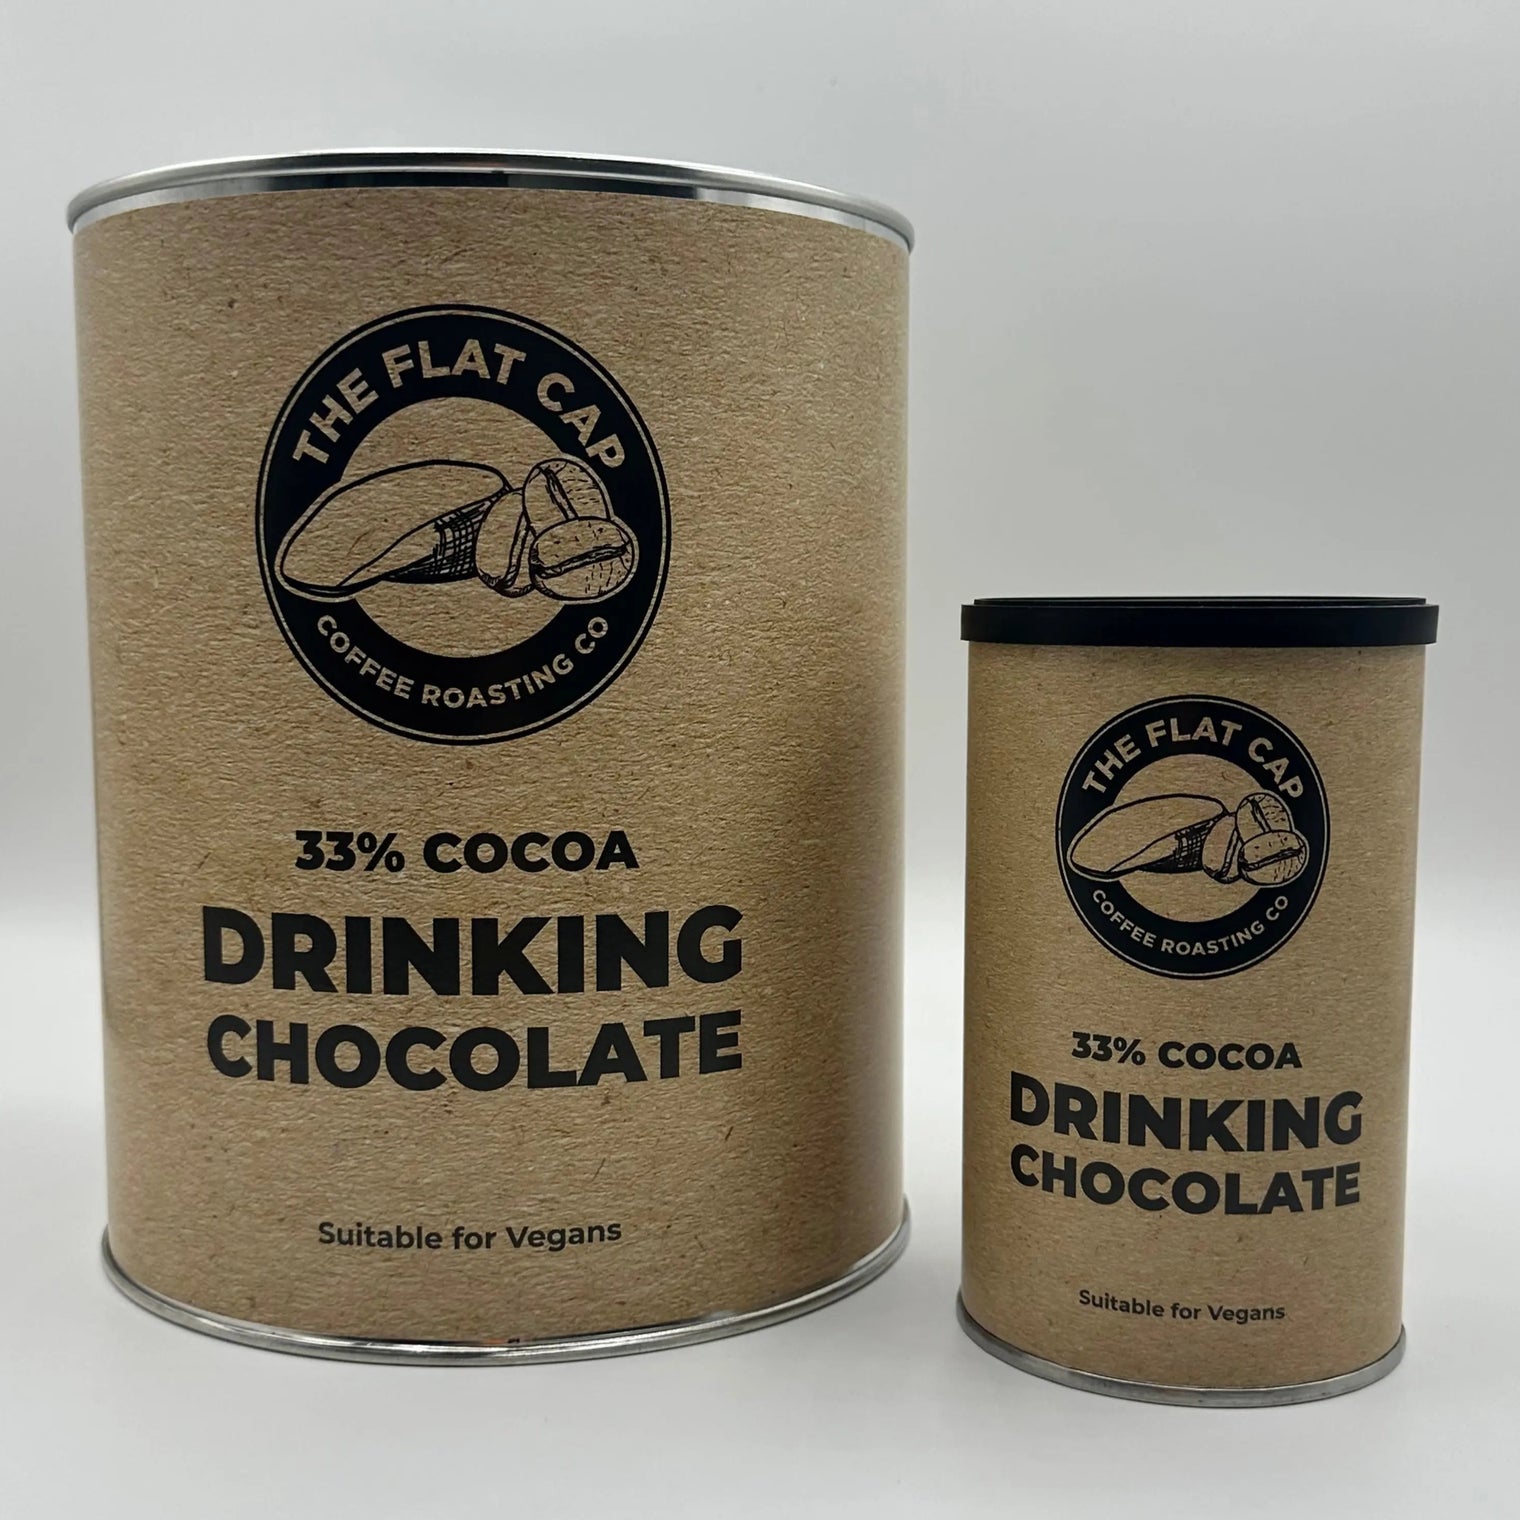 THE FLAT CAP
COFFEE ROASTING CO
33% COCOA
DRINKING
CHOCOLATE
Suitable for Vegans
THE FLAT CAP
COFFEE ROASTING CO
33% COCOA
DRINKING
CHOCOLATE
Suitable for Vegans